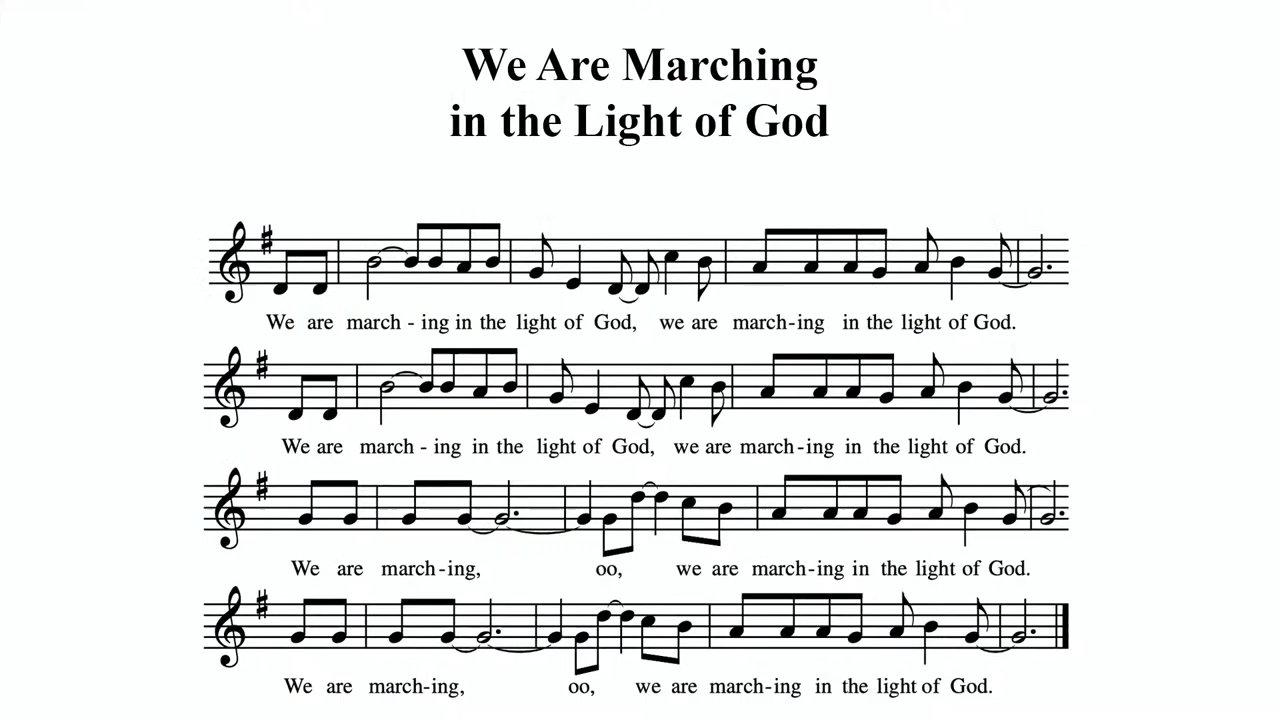 We Are Marching
in the Light of God
We are march - ing in the light of God, we are march-ing in the light of God.
We are march - ing in the light of God, we are march-ing in the light of God.
We are march-ing, oo, we are march-ing in the light of God.
We are march-ing, oo, we are march-ing in the light of God.